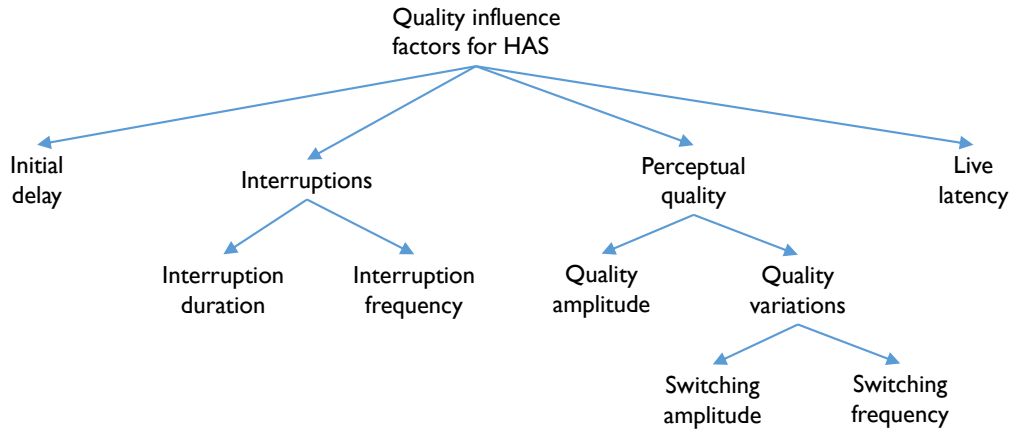 Quality influence
factors for HAS
Initial
delay
Interruptions
Perceptual
quality
Live
latency
Interruption
duration
Interruption
frequency
Quality
amplitude
Quality
variations
Switching
amplitude
Switching
frequency